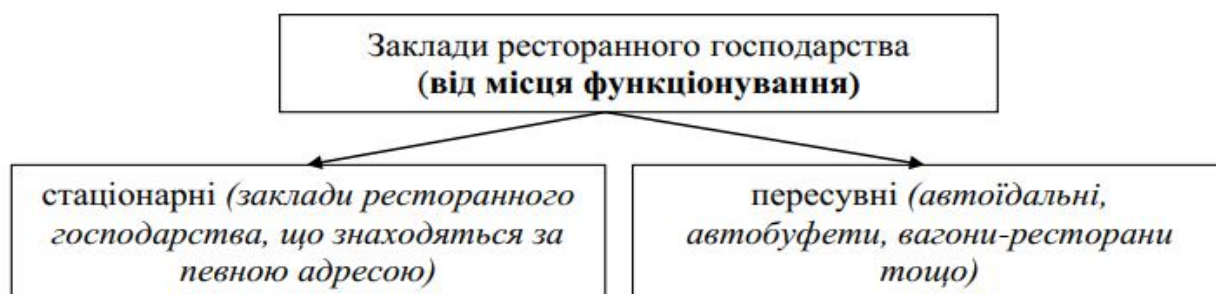 Заклади ресторанного господарства
(від місця функціонування)
стаціонарні (заклади ресторанного
господарства, що знаходяться за
певною адресою)
пересувні (автоїдальні,
автобуфети, вагони-ресторани
тощо)